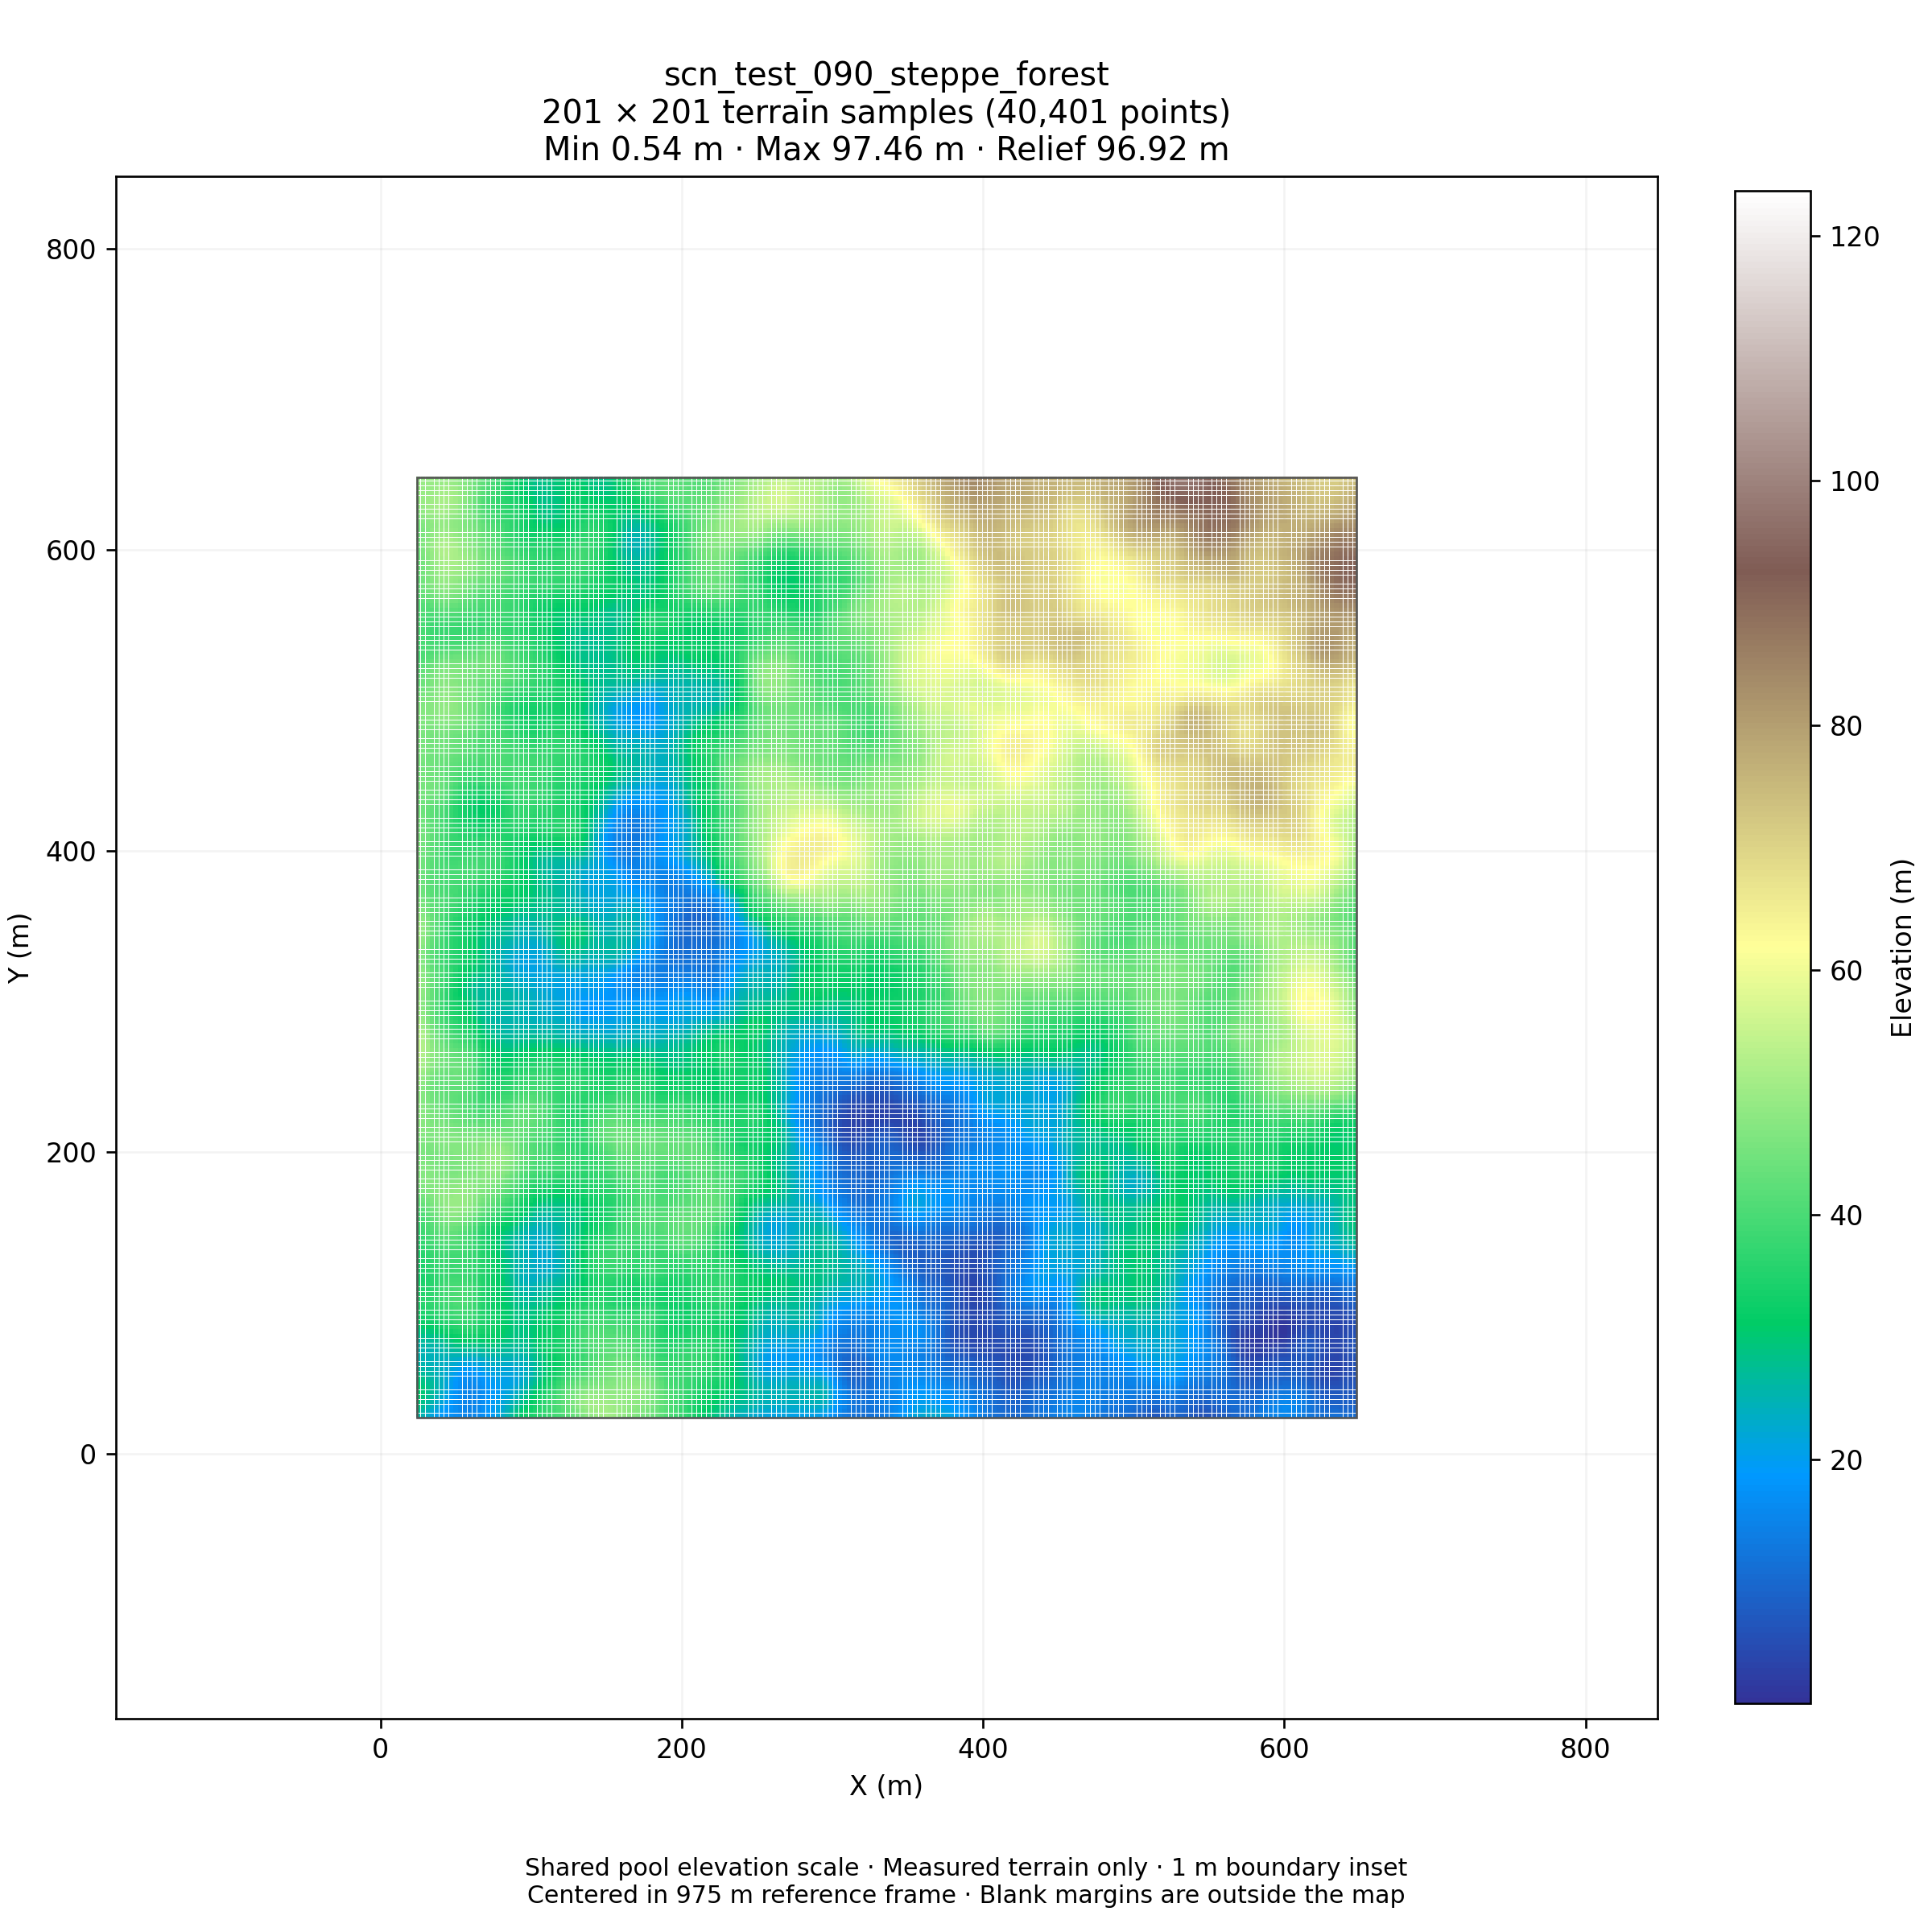 scn_test_090_steppe_forest
201 × 201 terrain samples (40,401 points)
Min 0.54 m · Max 97.46 m · Relief 96.92 m
800
600
400
200
0
Y (m)
0
200
400
600
800
X (m)
120
100
80
60
40
20
Elevation (m)
Shared pool elevation scale · Measured terrain only · 1 m boundary inset
Centered in 975 m reference frame · Blank margins are outside the map